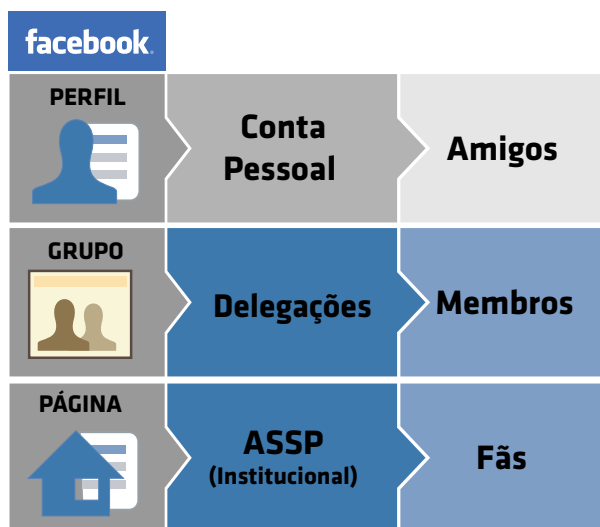 facebook
PERFIL
Conta
Pessoal
Amigos
GRUPO
Delegações
Membros
PÁGINA
ASSP
(Institucional)
Fãs